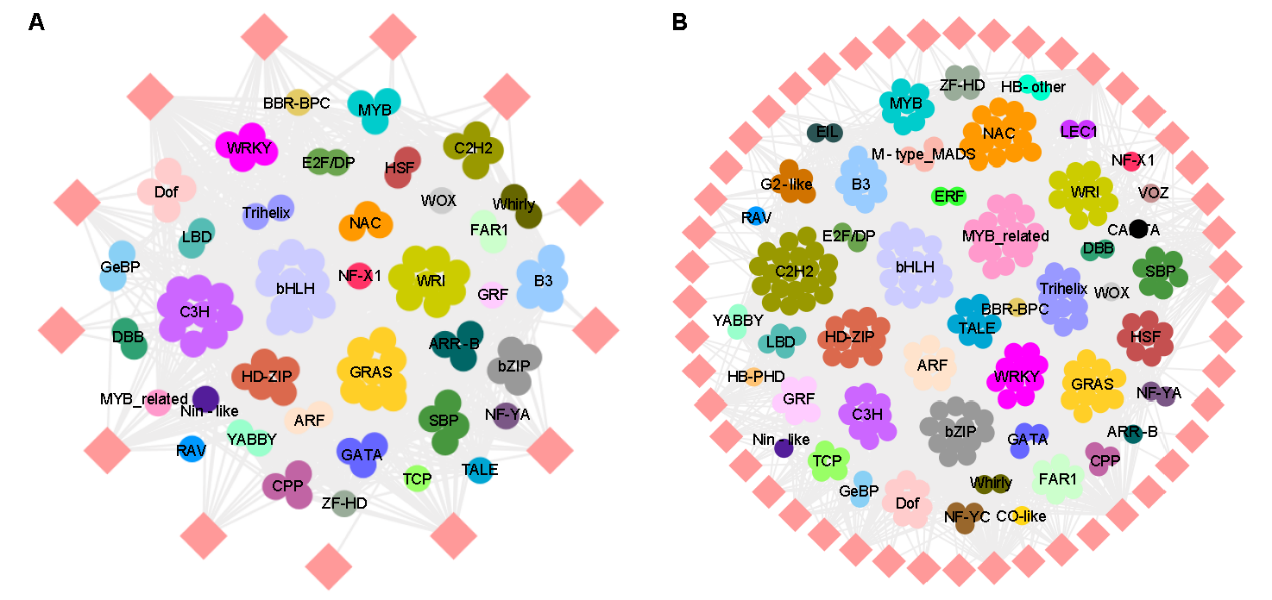 A
BBR-BPC
MYB
WRKY
E2F/DP
HSF
C2H2
Dof
WOX
Whirly
Trihelix
NAC
FAR1
LBD
GeBP
bHLH
NF-X1
WRI
B3
GRF
C3H
DBB
ARR-B
bZIP
HD-ZIP
GRAS
MYB_related
Nin-like
ARF
SBP
NF-YA
RAV
YABBY
GATA
TCP
TALE
CPP
ZF-HD
B
ZF-HD
HB-other
MYB
EIL
NAC
LEC1
M-type_MADS
NF-X1
G2-like
B3
ERF
WRI
VOZ
RAV
E2F/DP
MYB_related
DBB
C2H2
bHLH
SBP
Trihelix
WOX
YABBY
BBR-BPC
TALE
LBD
HD-ZIP
HSF
HB-PHD
ARF
WRKY
GRAS
NF-YA
GRF
C3H
bZIP
GATA
ARR-B
Nin-like
TCP
CPP
GeBP
Dof
Whirly
FAR1
NF-YC
CO-like